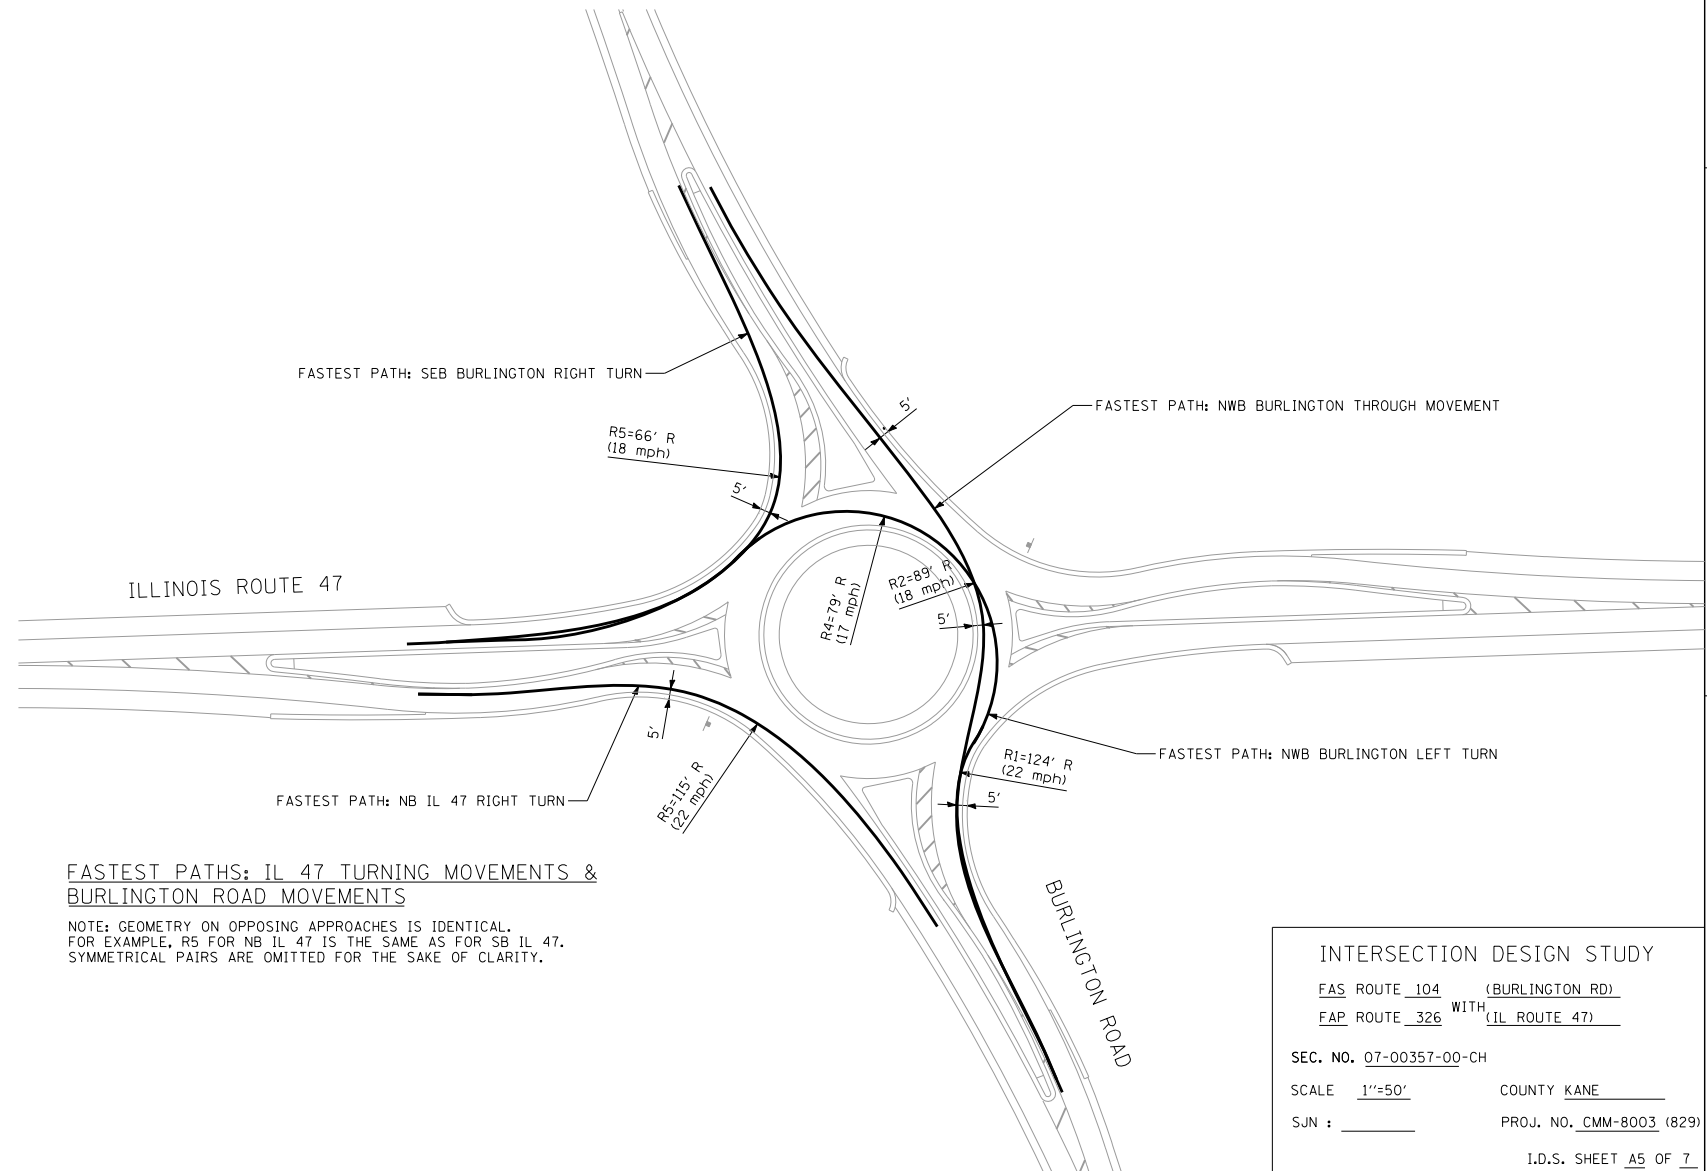 FASTEST PATH: SEB BURLINGTON RIGHT TURN
5'
FASTEST PATH: NWB BURLINGTON THROUGH MOVEMENT
R5=66' R
(18 mph)
5'
ILLINOIS ROUTE 47
R4=79' R
(17 mph)
R2=89' R
(18 mph)
5'
5'
R5=115' R
(22 mph)
R1=124' R
(22 mph)
FASTEST PATH: NWB BURLINGTON LEFT TURN
FASTEST PATH: NB IL 47 RIGHT TURN
5'
FASTEST PATHS: IL 47 TURNING MOVEMENTS &
BURLINGTON ROAD MOVEMENTS
NOTE: GEOMETRY ON OPPOSING APPROACHES IS IDENTICAL.
FOR EXAMPLE, R5 FOR NB IL 47 IS THE SAME AS FOR SB IL 47.
SYMMETRICAL PAIRS ARE OMITTED FOR THE SAKE OF CLARITY.
BURLINGTON ROAD
INTERSECTION DESIGN STUDY
FAS ROUTE 104 (BURLINGTON RD)
WITH
FAP ROUTE 326 (IL ROUTE 47)
SEC. NO. 07-00357-00-CH
SCALE 1''=50' COUNTY KANE
SJN : PROJ. NO. CMM-8003 (829)
I.D.S. SHEET A5 OF 7